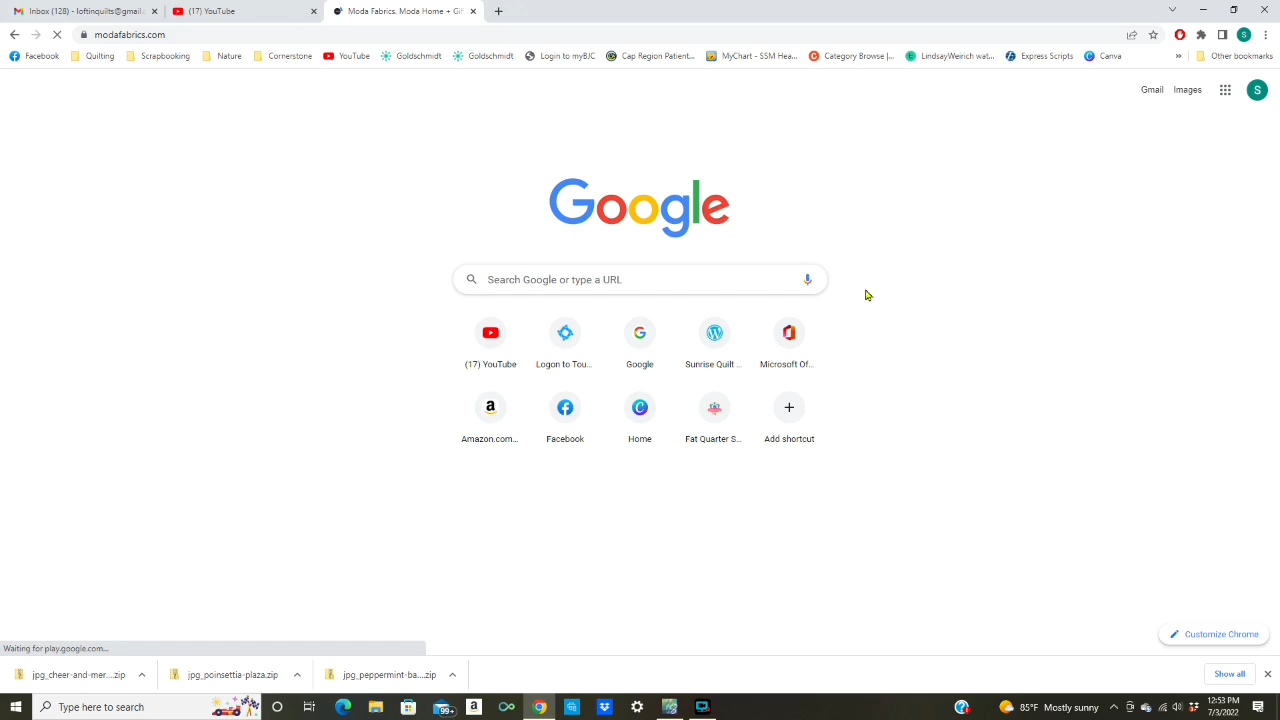 Inbox (128) - loftinquilts@gmail.
(17) YouTube
Moda Fabrics. Moda Home + Gif
modafabrics.com
S
Facebook
Quilting
Scrapbooking
Nature
Cornerstone
YouTube
Goldschmidt
Goldschmidt
Login to myBJC
Cap Region Patient...
MyChart - SSM Hea...
Category Browse |...
LindsayWeirich wat...
Express Scripts
Canva
»
Other bookmarks
Gmail
Images
S
Google
Search Google or type a URL
(17) YouTube
Logon to Tou...
Google
Sunrise Quilt ...
Microsoft Of...
Amazon.com...
Facebook
Home
Fat Quarter S...
Add shortcut
Customize Chrome
Waiting for play.google.com...
jpg_cheer-and-mer....zip
jpg_poinsettia-plaza.zip
jpg_peppermint-ba....zip
Show all
Type here to search
99+
85°F Mostly sunny
12:53 PM
7/3/2022